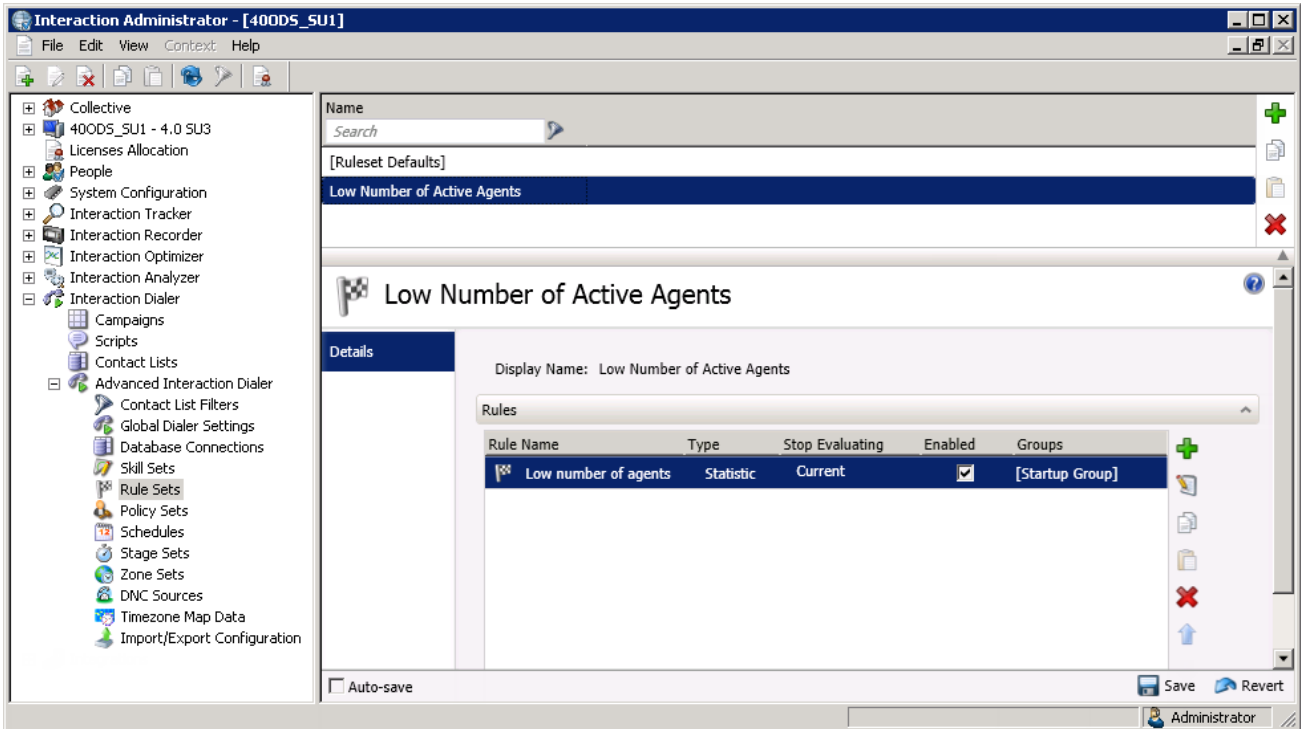 Interaction Administrator - [40ODS_SU1]
File Edit View Context Help
Collective
40ODS_SU1 - 4.0 SU3
Licenses Allocation
People
System Configuration
Interaction Tracker
Interaction Recorder
Interaction Optimizer
Interaction Analyzer
Interaction Dialer
Campaigns
Scripts
Contact Lists
Advanced Interaction Dialer
Contact List Filters
Global Dialer Settings
Database Connections
Skill Sets
Rule Sets
Policy Sets
Schedules
Stage Sets
Zone Sets
DNC Sources
Timezone Map Data
Import/Export Configuration
Name
Search
[Ruleset Defaults]
Low Number of Active Agents
Low Number of Active Agents
Details
Display Name: Low Number of Active Agents
Rules
Rule Name Type Stop Evaluating Enabled Groups
Low number of agents Statistic Current [Startup Group]
Auto-save
Save Revert
Administrator